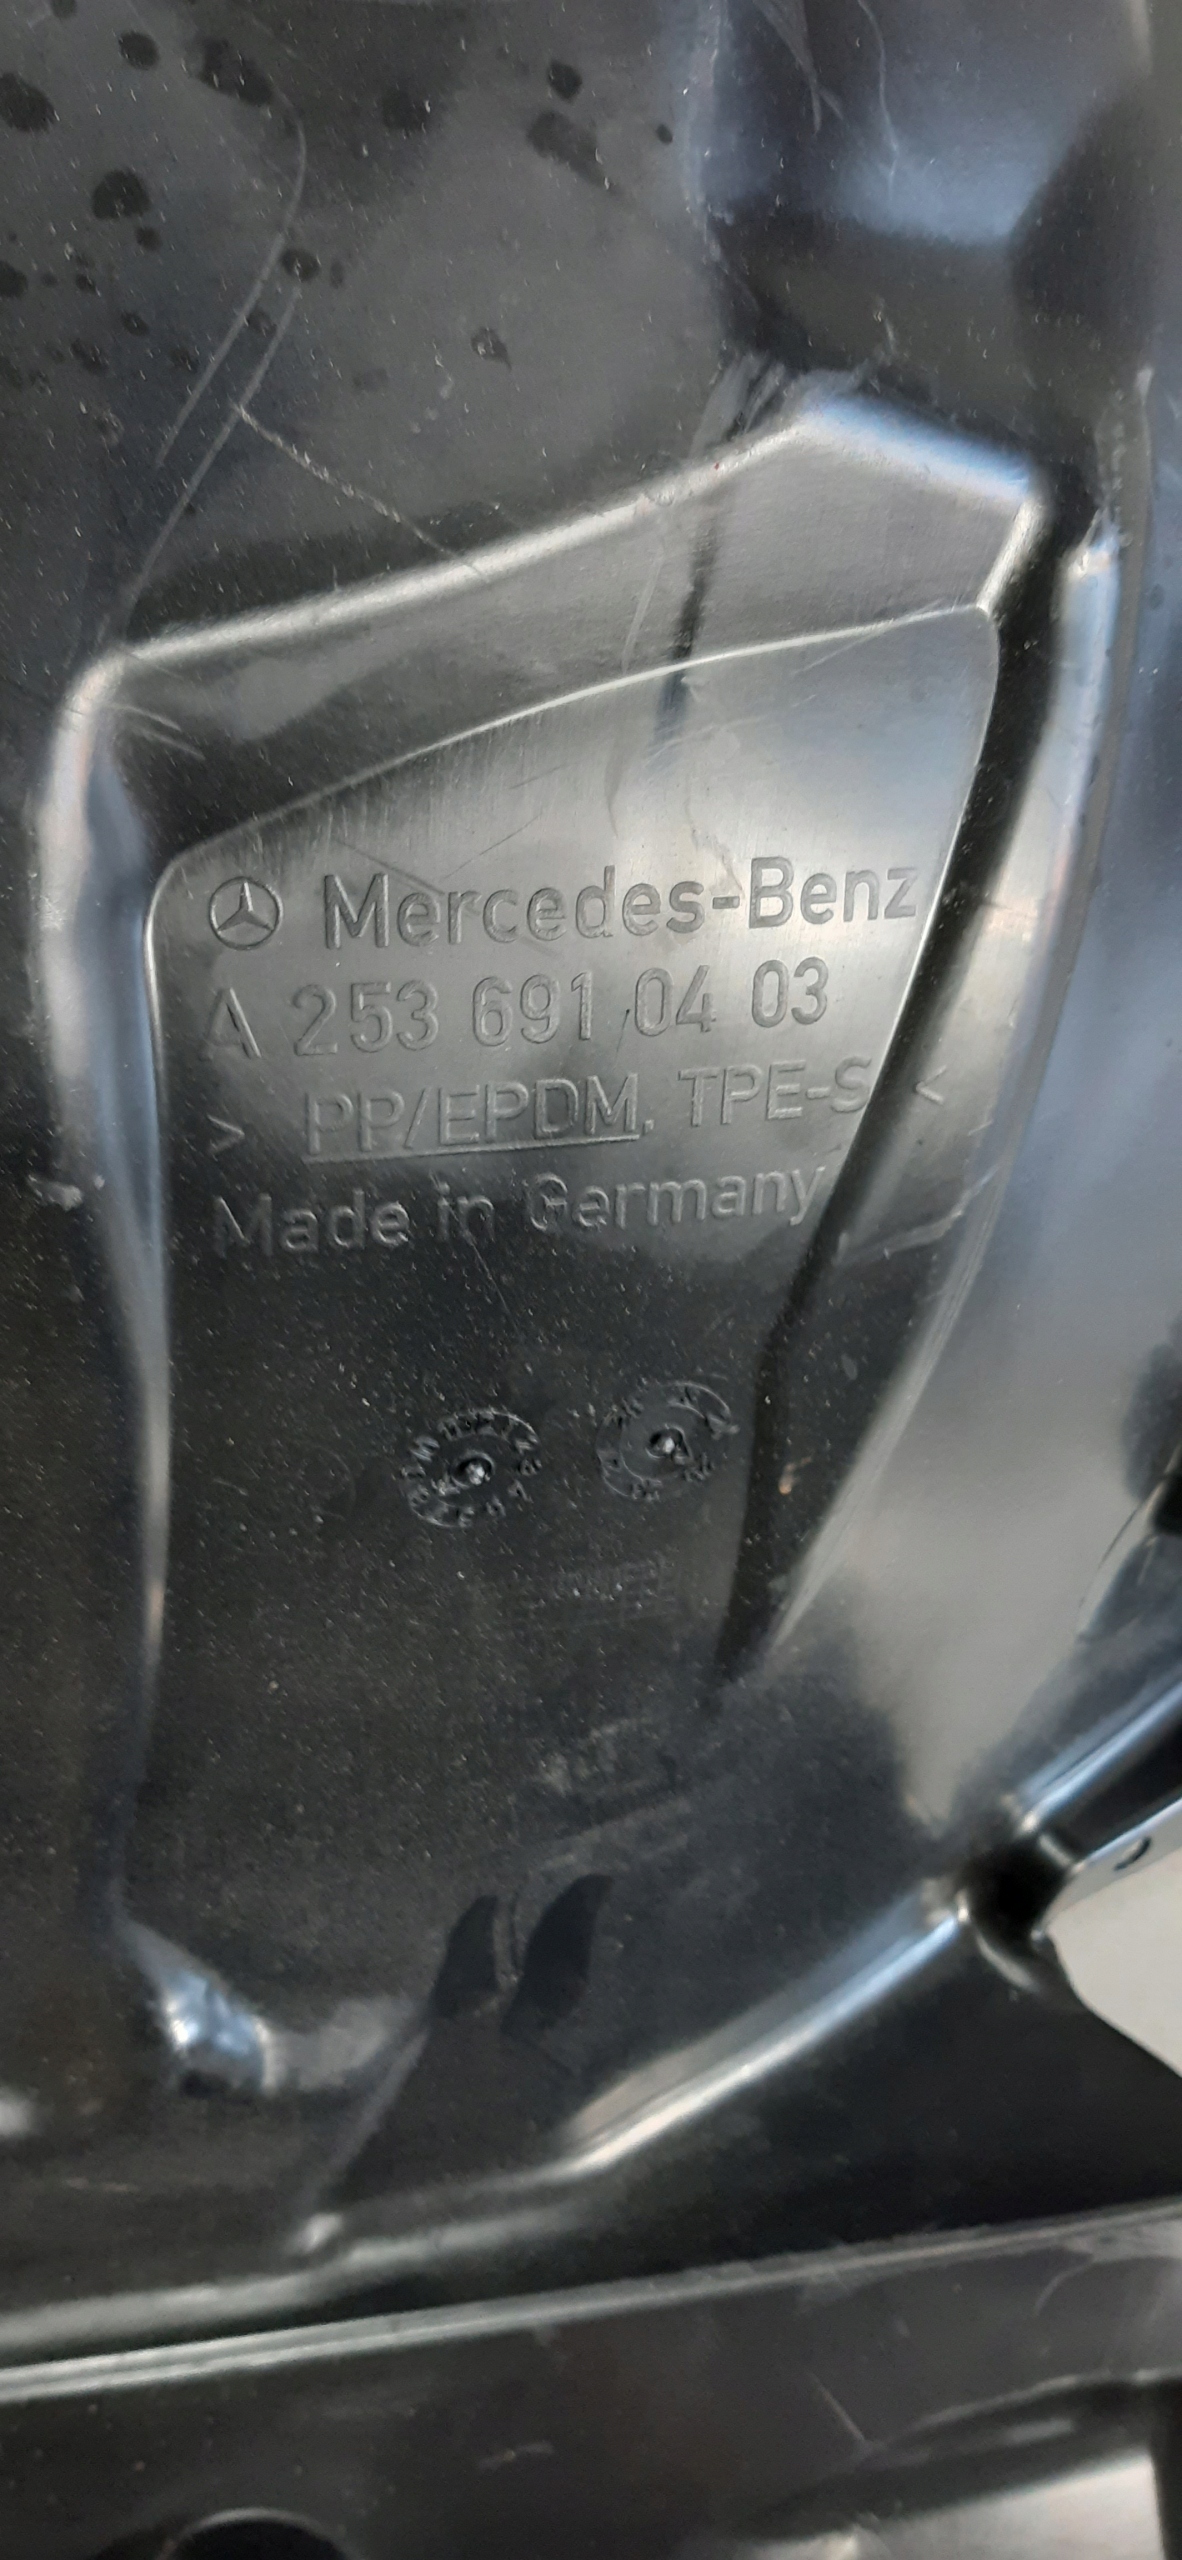 Mercedes-Benz
A 253 691 04 03
> PP/EPDM, TPE-S <
Made in Germany